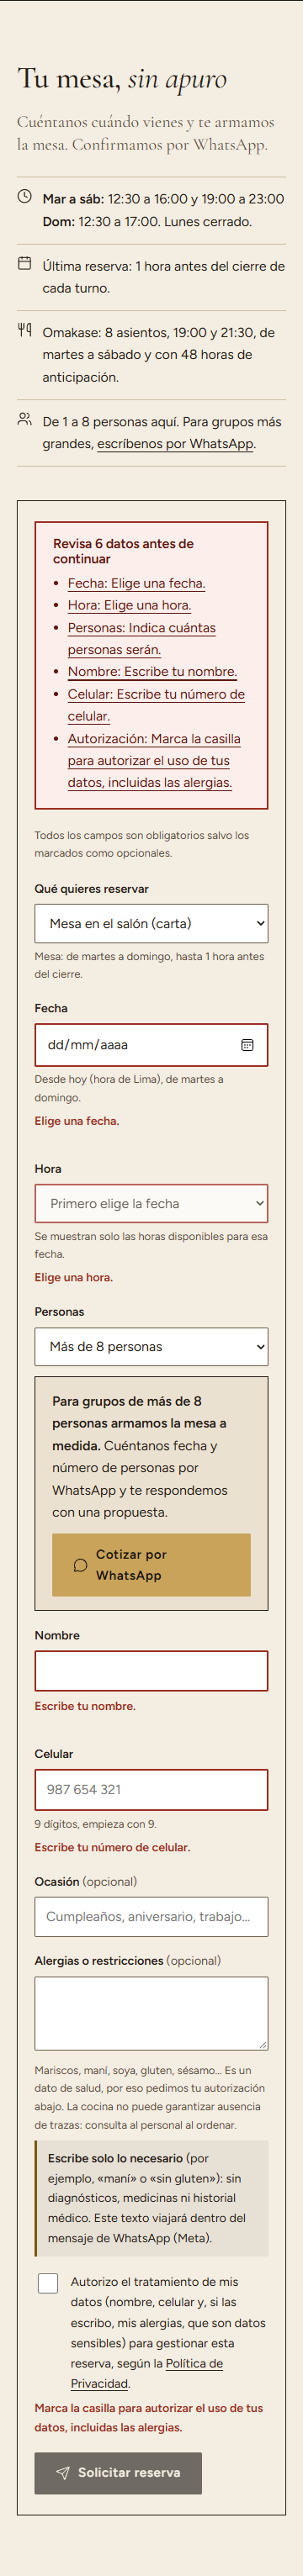 Tu mesa, sin apuro
Cuéntanos cuándo vienes y te armamos
la mesa. Confirmamos por WhatsApp.
Mar a sáb: 12:30 a 16:00 y 19:00 a 23:00
Dom: 12:30 a 17:00. Lunes cerrado.
Última reserva: 1 hora antes del cierre de
cada turno.
Omakase: 8 asientos, 19:00 y 21:30, de
martes a sábado y con 48 horas de
anticipación.
De 1 a 8 personas aquí. Para grupos más
grandes, escríbenos por WhatsApp.
Revisa 6 datos antes de
continuar
• Fecha: Elige una fecha.
• Hora: Elige una hora.
• Personas: Indica cuántas
personas serán.
• Nombre: Escribe tu nombre.
• Celular: Escribe tu número de
celular.
• Autorización: Marca la casilla
para autorizar el uso de tus
datos, incluidas las alergias.
Todos los campos son obligatorios salvo los
marcados como opcionales.
Qué quieres reservar
Mesa en el salón (carta)
Mesa: de martes a domingo, hasta 1 hora antes
del cierre.
Fecha
dd/mm/aaaa
Desde hoy (hora de Lima), de martes a
domingo.
Elige una fecha.
Hora
Primero elige la fecha
Se muestran solo las horas disponibles para esa
fecha.
Elige una hora.
Personas
Más de 8 personas
Para grupos de más de 8
personas armamos la mesa a
medida. Cuéntanos fecha y
número de personas por
WhatsApp y te respondemos
con una propuesta.
Cotizar por
WhatsApp
Nombre
Escribe tu nombre.
Celular
987 654 321
9 dígitos, empieza con 9.
Escribe tu número de celular.
Ocasión (opcional)
Cumpleaños, aniversario, trabajo...
Alergias o restricciones (opcional)
Mariscos, maní, soya, gluten, sésamo... Es un
dato de salud, por eso pedimos tu autorización
abajo. La cocina no puede garantizar ausencia
de trazas: consulta al personal al ordenar.
Escribe solo lo necesario (por
ejemplo, «maní» o «sin gluten»): sin
diagnósticos, medicinas ni historial
médico. Este texto viajará dentro del
mensaje de WhatsApp (Meta).
Autorizo el tratamiento de mis
datos (nombre, celular y, si las
escribo, mis alergias, que son datos
sensibles) para gestionar esta
reserva, según la Política de
Privacidad.
Marca la casilla para autorizar el uso de tus
datos, incluidas las alergias.
Solicitar reserva